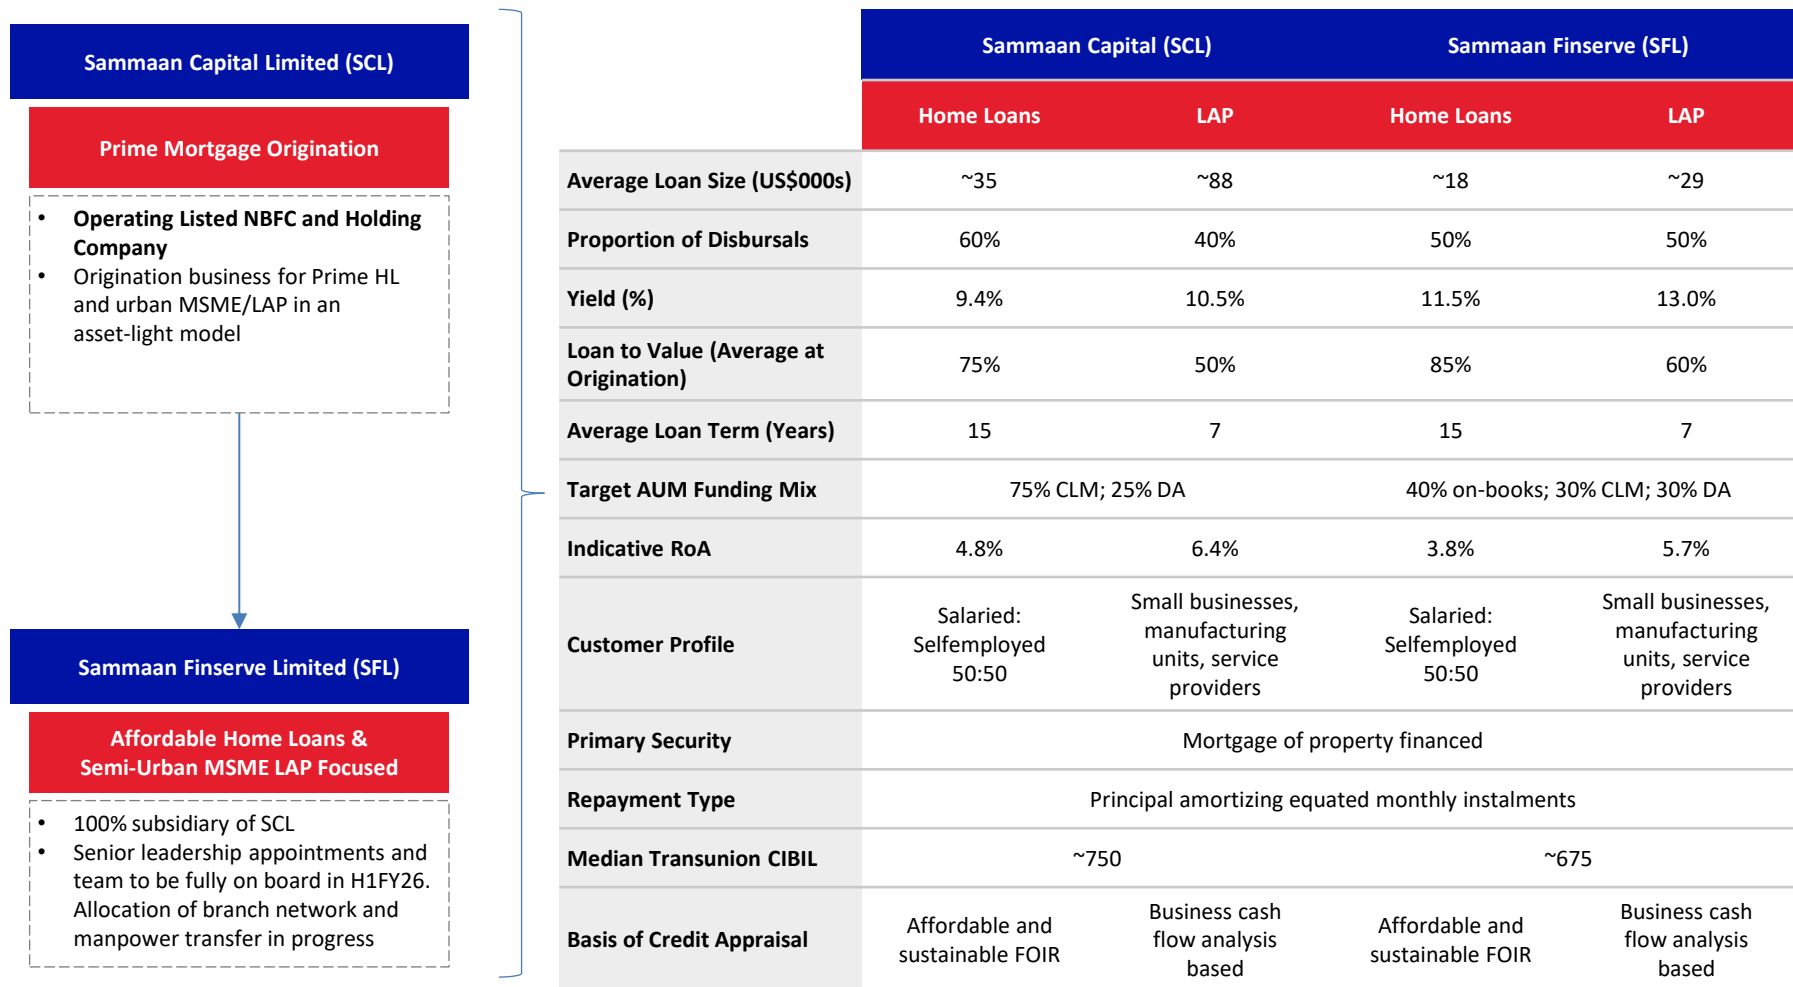 Sammaan Capital Limited (SCL)
Prime Mortgage Origination
• Operating Listed NBFC and Holding
Company
• Origination business for Prime HL
and urban MSME/LAP in an
asset-light model
Sammaan Finserve Limited (SFL)
Affordable Home Loans &
Semi-Urban MSME LAP Focused
• 100% subsidiary of SCL
• Senior leadership appointments and
team to be fully on board in H1FY26.
Allocation of branch network and
manpower transfer in progress
Sammaan Capital (SCL) Sammaan Finserve (SFL)
Home Loans LAP Home Loans LAP
Average Loan Size (US$000s) ~35 ~88 ~18 ~29
Proportion of Disbursals 60% 40% 50% 50%
Yield (%) 9.4% 10.5% 11.5% 13.0%
Loan to Value (Average at
Origination) 75% 50% 85% 60%
Average Loan Term (Years) 15 7 15 7
Target AUM Funding Mix 75% CLM; 25% DA 40% on-books; 30% CLM; 30% DA
Indicative RoA 4.8% 6.4% 3.8% 5.7%
Customer Profile
Salaried:
Selfemployed
50:50
Small businesses,
manufacturing
units, service
providers
Salaried:
Selfemployed
50:50
Small businesses,
manufacturing
units, service
providers
Primary Security Mortgage of property financed
Repayment Type Principal amortizing equated monthly instalments
Median Transunion CIBIL ~750 ~675
Basis of Credit Appraisal
Affordable and
sustainable FOIR
Business cash
flow analysis
based
Affordable and
sustainable FOIR
Business cash
flow analysis
based